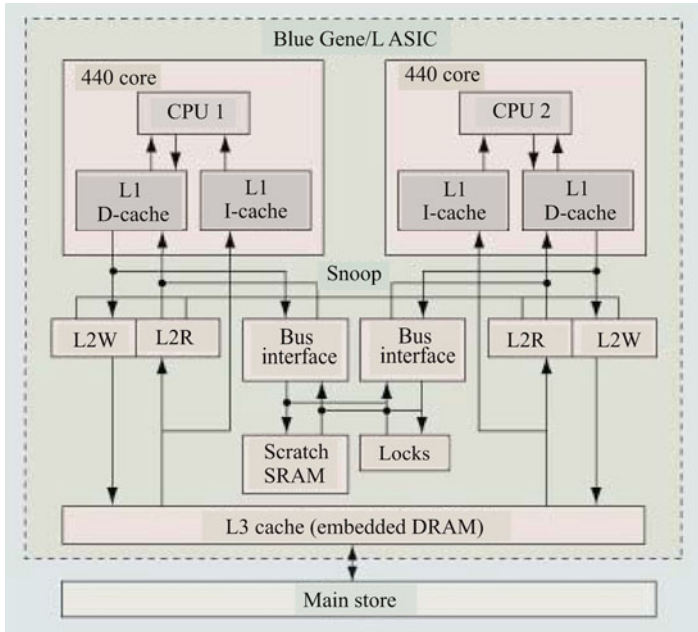 Blue Gene/L ASIC
440 core
440 core
CPU 1
CPU 2
L1
D-cache
L1
I-cache
L1
I-cache
L1
D-cache
Snoop
L2W
L2R
Bus
interface
Bus
interface
L2R
L2W
Scratch
SRAM
Locks
L3 cache (embedded DRAM)
Main store